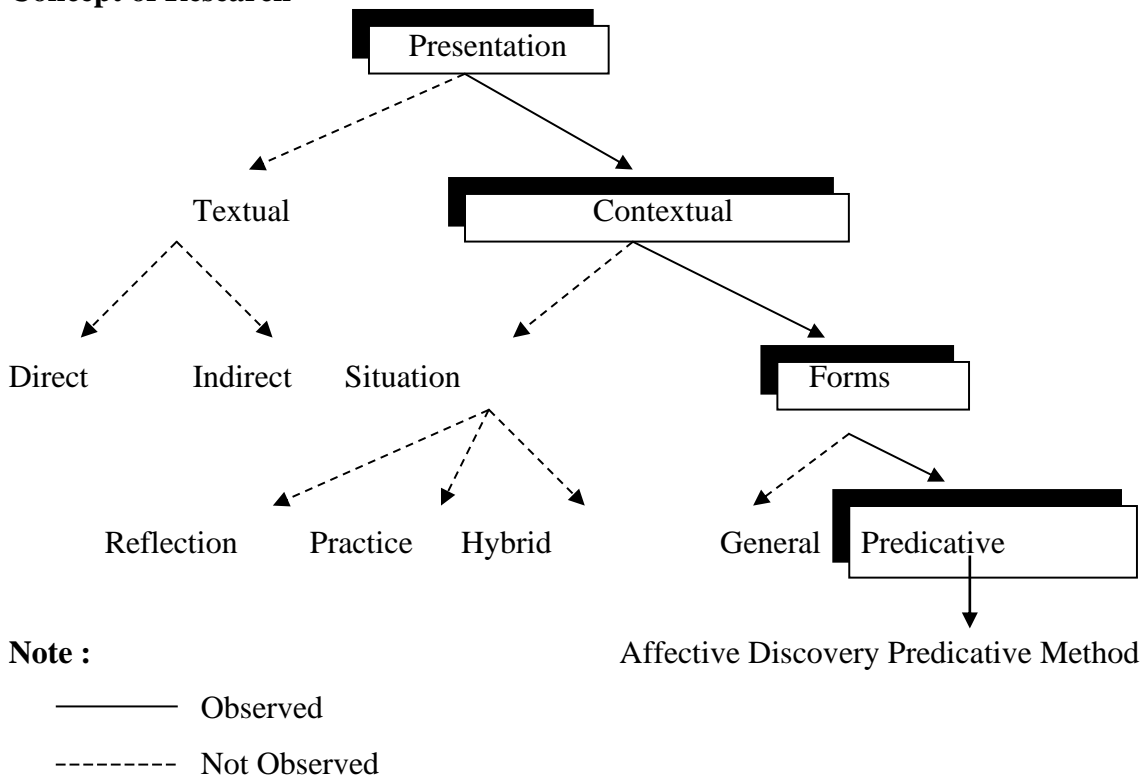 Concept of Research
Presentation
Textual Contextual
Direct Indirect Situation Forms
Reflection Practice Hybrid General Predicative
Note : Affective Discovery Predicative Method
Observed
Not Observed